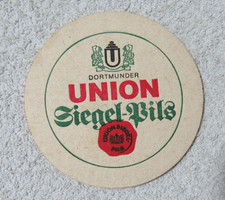 U
DORTMUNDER
UNION
Siegel-Pils